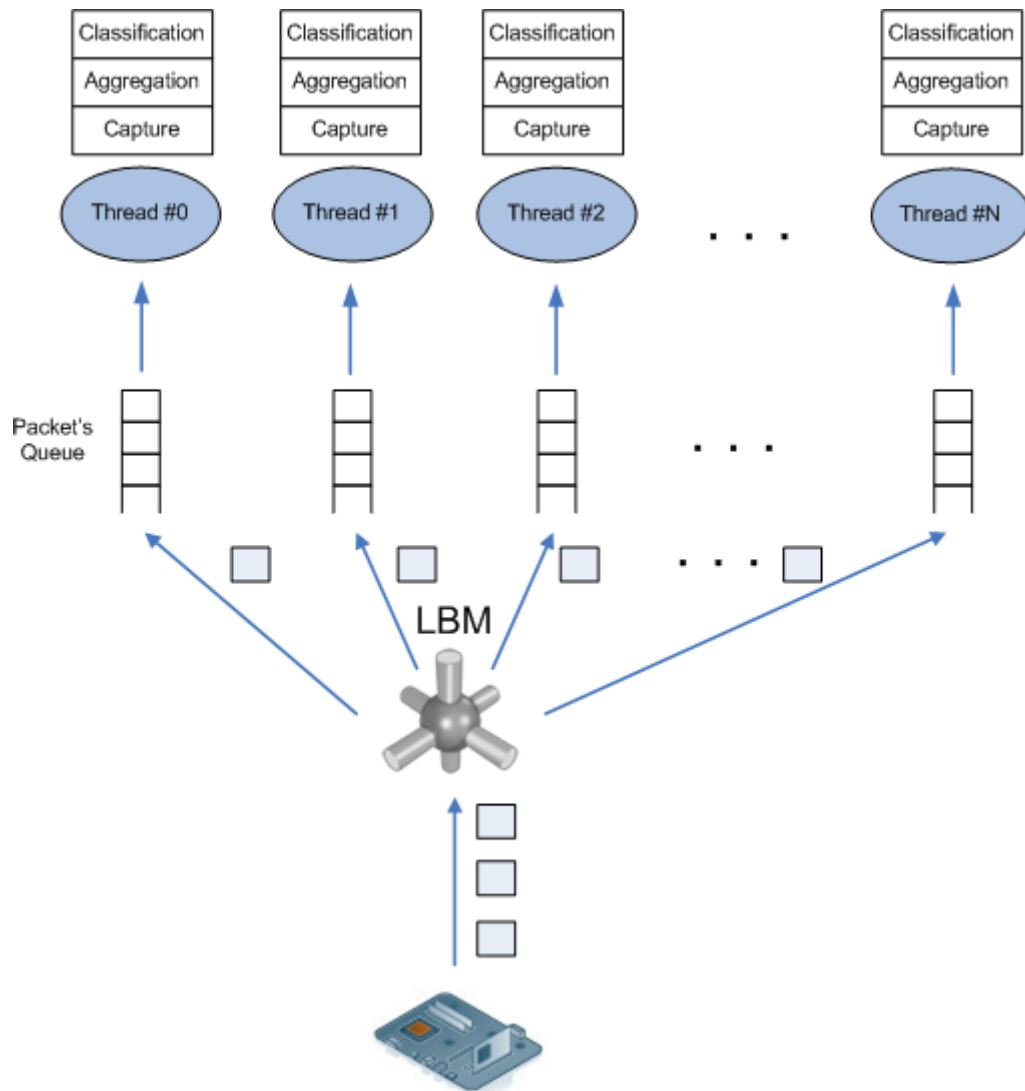 Classification
Classification
Classification
Classification
Aggregation
Aggregation
Aggregation
Aggregation
Capture
Capture
Capture
Capture
Thread #0
Thread #1
Thread #2
Thread #N
. . .
Packet's
Queue
. . .
. . .
LBM